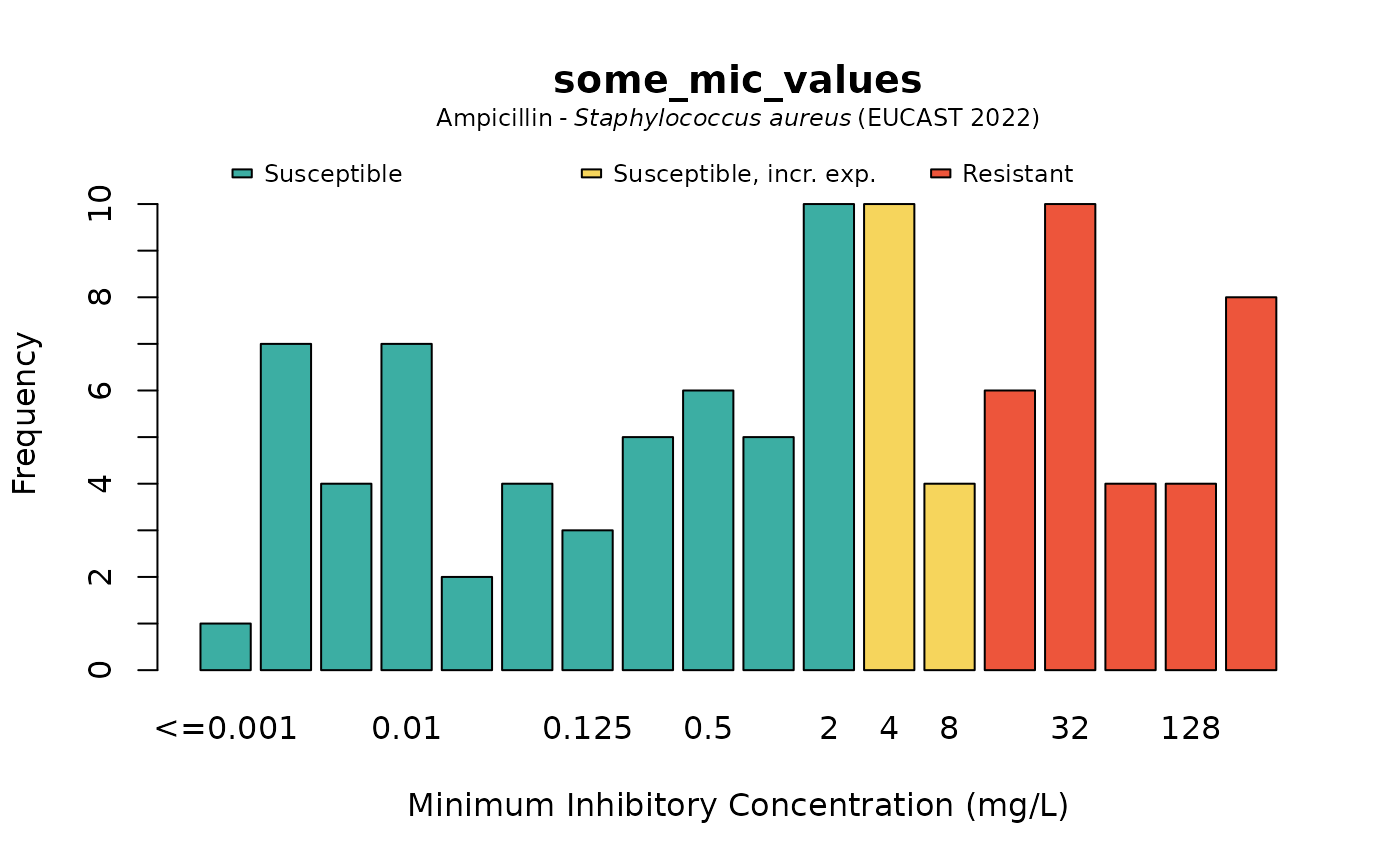 some_mic_values
Ampicillin - Staphylococcus aureus (EUCAST 2022)
Susceptible
Susceptible, incr. exp.
Resistant
10
8
6
4
2
0
Frequency
<=0.001
0.01
0.125
0.5
2
4
8
32
128
Minimum Inhibitory Concentration (mg/L)